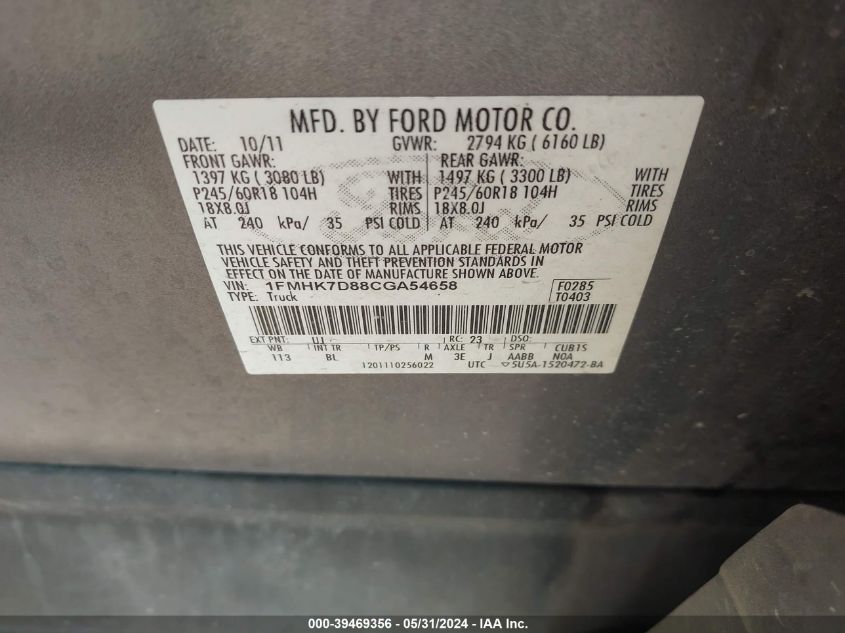 MFD. BY FORD MOTOR CO.
DATE: 10/11 GVWR: 2794 KG ( 6160 LB)
FRONT GAWR: REAR GAWR:
1397 KG ( 3080 LB) WITH 1497 KG ( 3300 LB) WITH
P245/60R18 104H TIRES P245/60R18 104H TIRES
18X8.0J RIMS 18X8.0J RIMS
AT 240 kPa/ 35 PSI COLD AT 240 kPa/ 35 PSI COLD
THIS VEHICLE CONFORMS TO ALL APPLICABLE FEDERAL MOTOR
VEHICLE SAFETY AND THEFT PREVENTION STANDARDS IN
EFFECT ON THE DATE OF MANUFACTURE SHOWN ABOVE.
VIN: 1FMHK7D88CGA54658 F0285
TYPE: Truck T0403
EXT PNT: UJ RC: 23 DSO:
WB INT TR TP/PS R AXLE TR SPR CUB1S
113 BL M 3E J AABB NOA
1201110256022 UTC 5U5A-1520472-BA
000-39469356 - 05/31/2024 - IAA Inc.